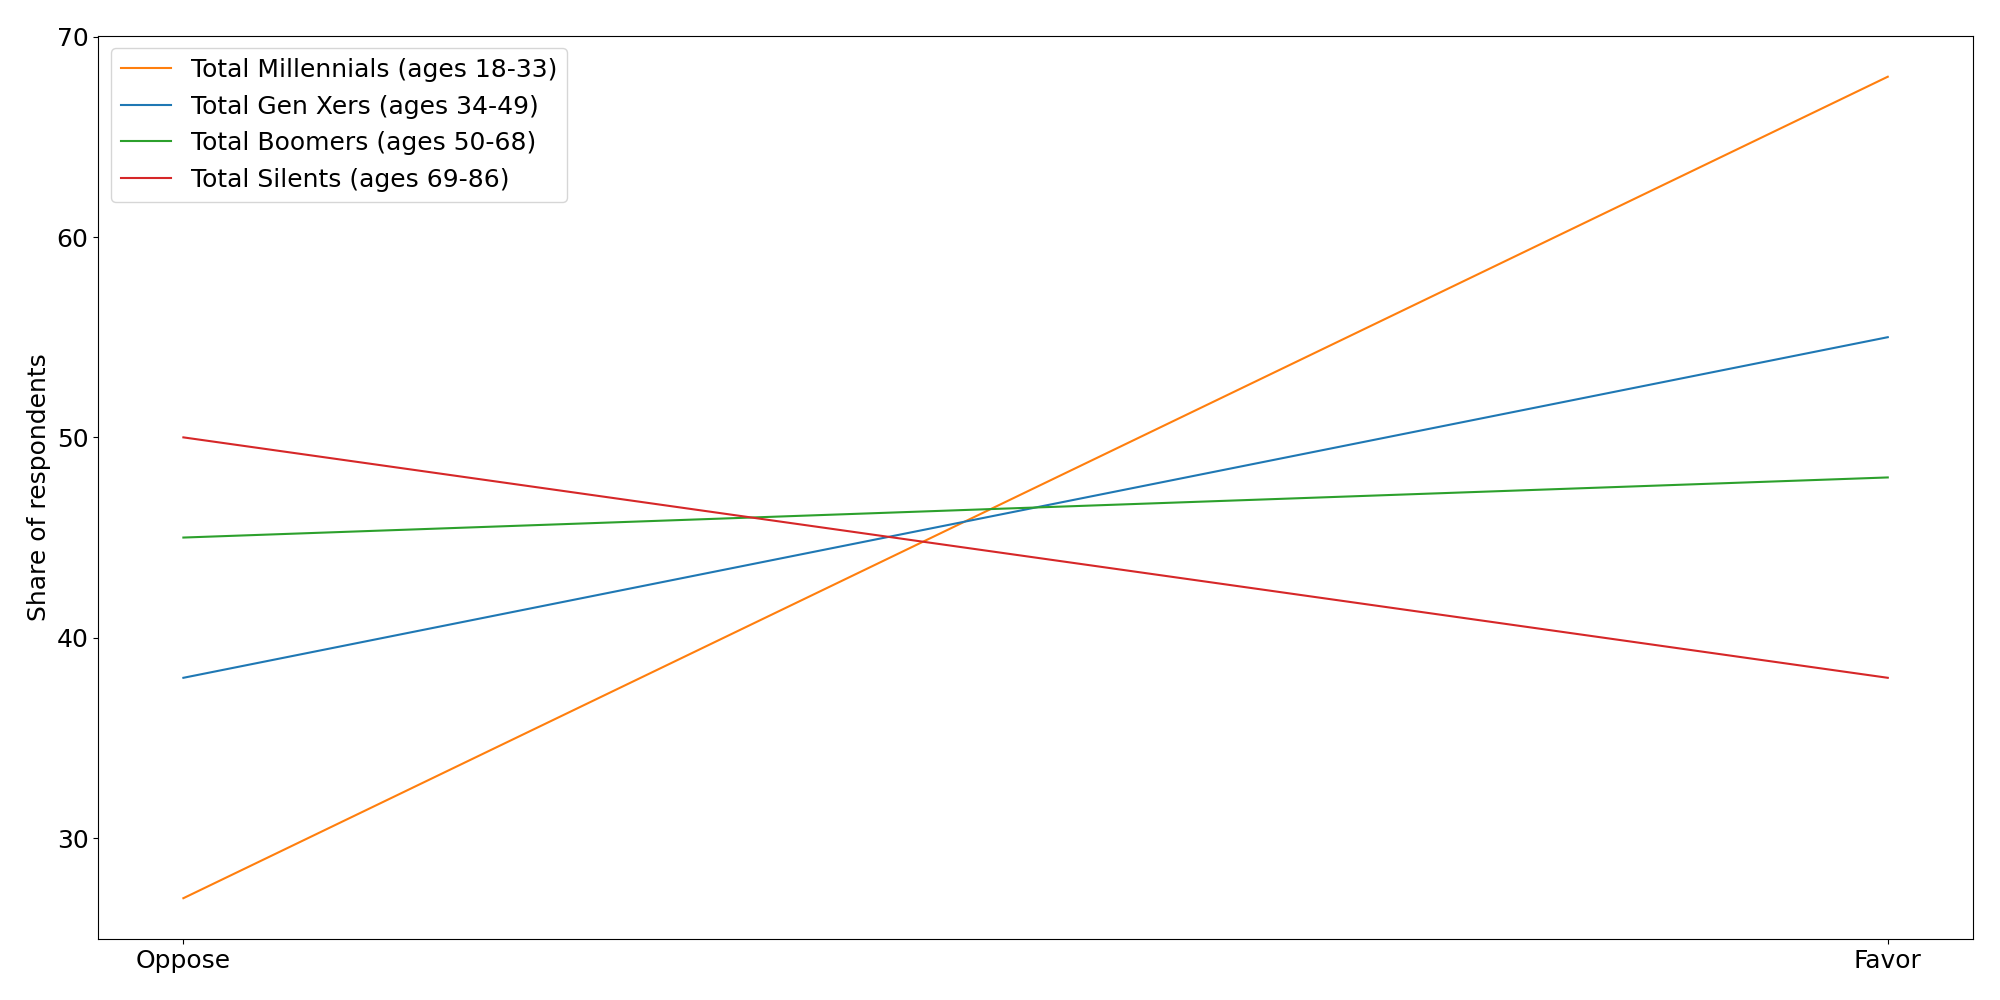 Total Millennials (ages 18-33)
Total Gen Xers (ages 34-49)
Total Boomers (ages 50-68)
Total Silents (ages 69-86)
Share of respondents
70
60
50
40
30
Oppose
Favor